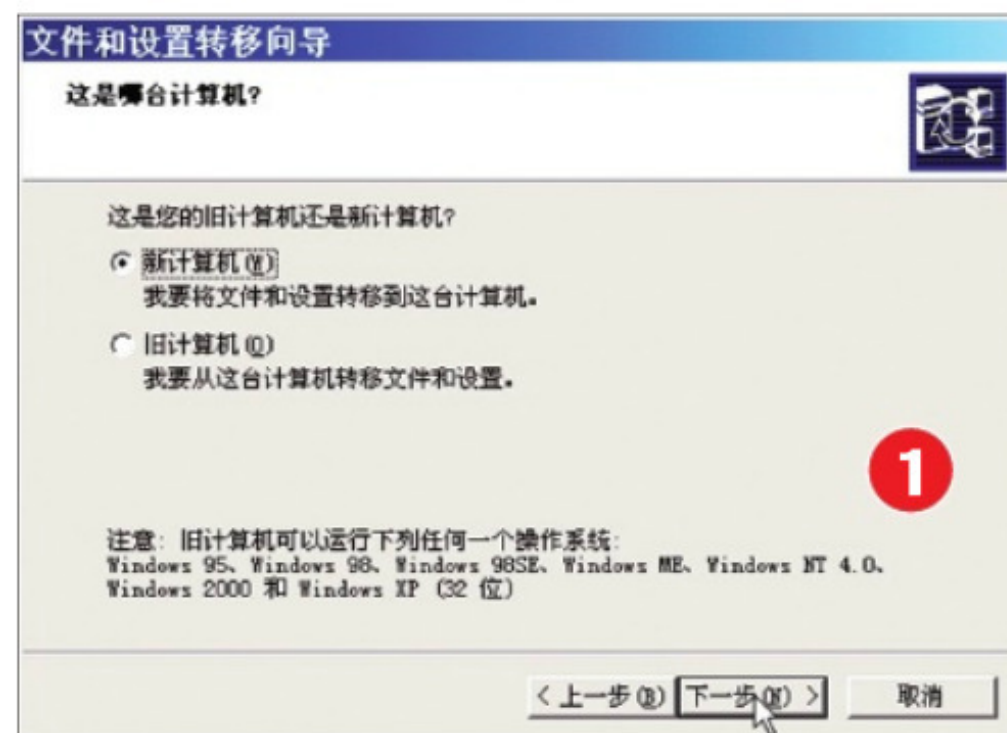 文件和设置转移向导
这是哪台计算机?
这是您的旧计算机还是新计算机?
新计算机(W)
我要将文件和设置转移到这台计算机。
旧计算机(O)
我要从这台计算机转移文件和设置。
1
注意: 旧计算机可以运行下列任何一个操作系统:
Windows 95、Windows 98、Windows 98SE、Windows ME、Windows NT 4.0、
Windows 2000 和 Windows XP (32 位)
< 上一步(B) 下一步(N) > 取消